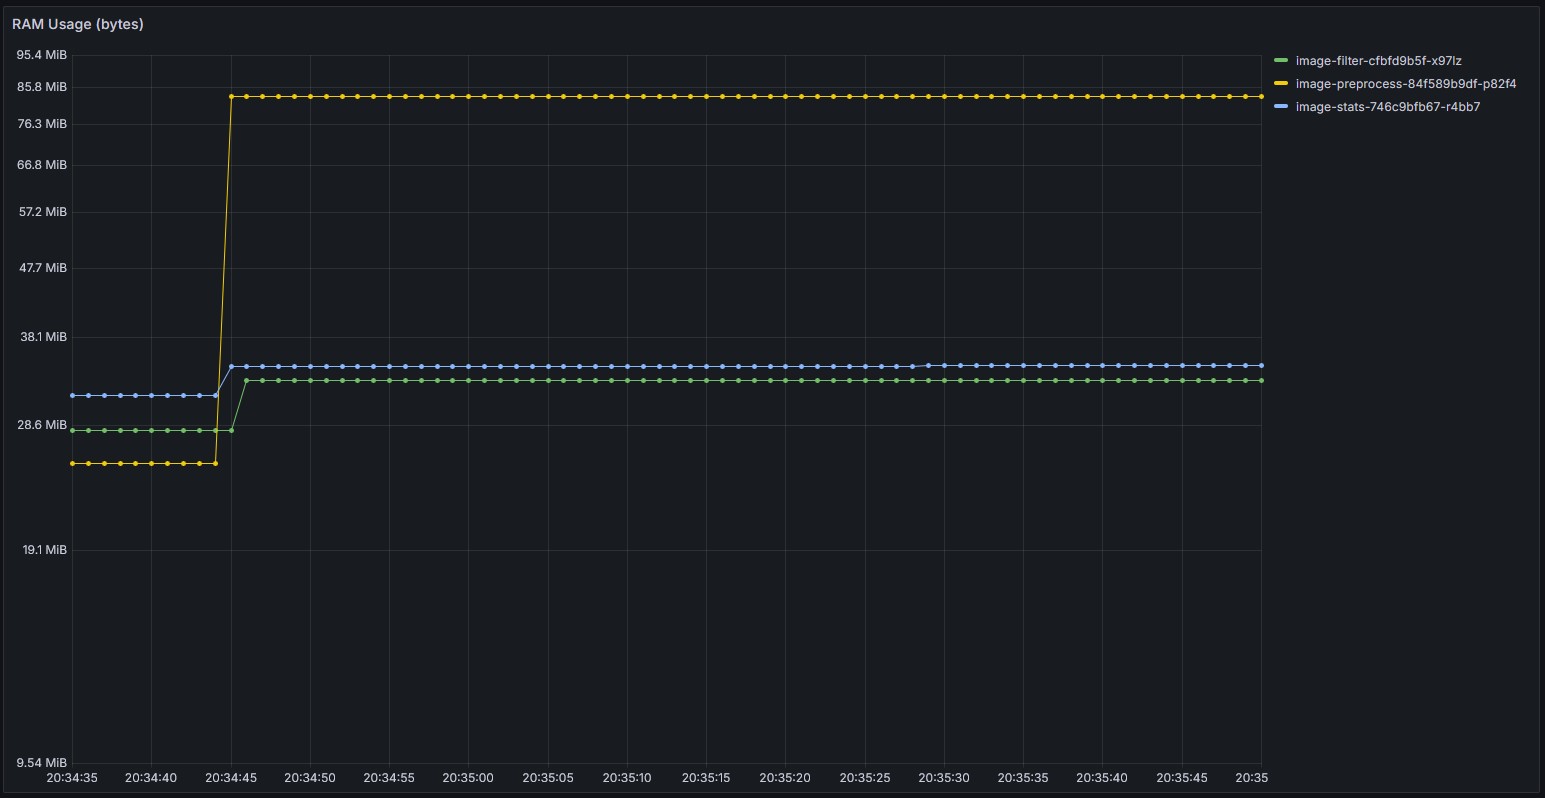 RAM Usage (bytes)
95.4 MiB
85.8 MiB
76.3 MiB
66.8 MiB
57.2 MiB
47.7 MiB
38.1 MiB
28.6 MiB
19.1 MiB
9.54 MiB
20:34:35 20:34:40 20:34:45 20:34:50 20:34:55 20:35:00 20:35:05 20:35:10 20:35:15 20:35:20 20:35:25 20:35:30 20:35:35 20:35:40 20:35:45 20:35
image-filter-cfbfd9b5f-x97lz
image-preprocess-84f589b9df-p82f4
image-stats-746c9bfb67-r4bb7